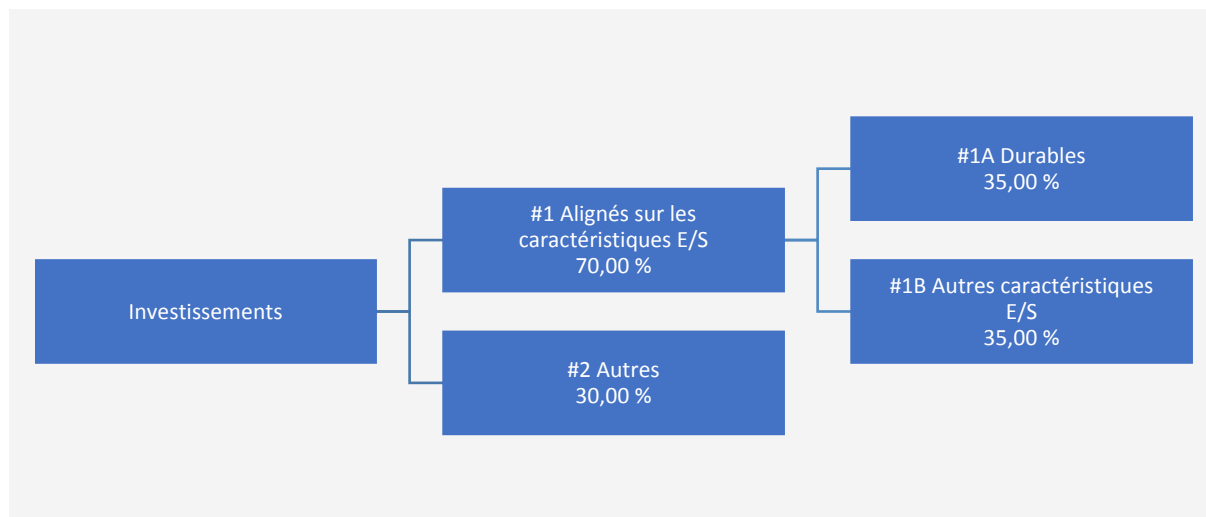 Investissements
#1 Alignés sur les
caractéristiques E/S
70,00 %
#2 Autres
30,00 %
#1A Durables
35,00 %
#1B Autres caractéristiques
E/S
35,00 %